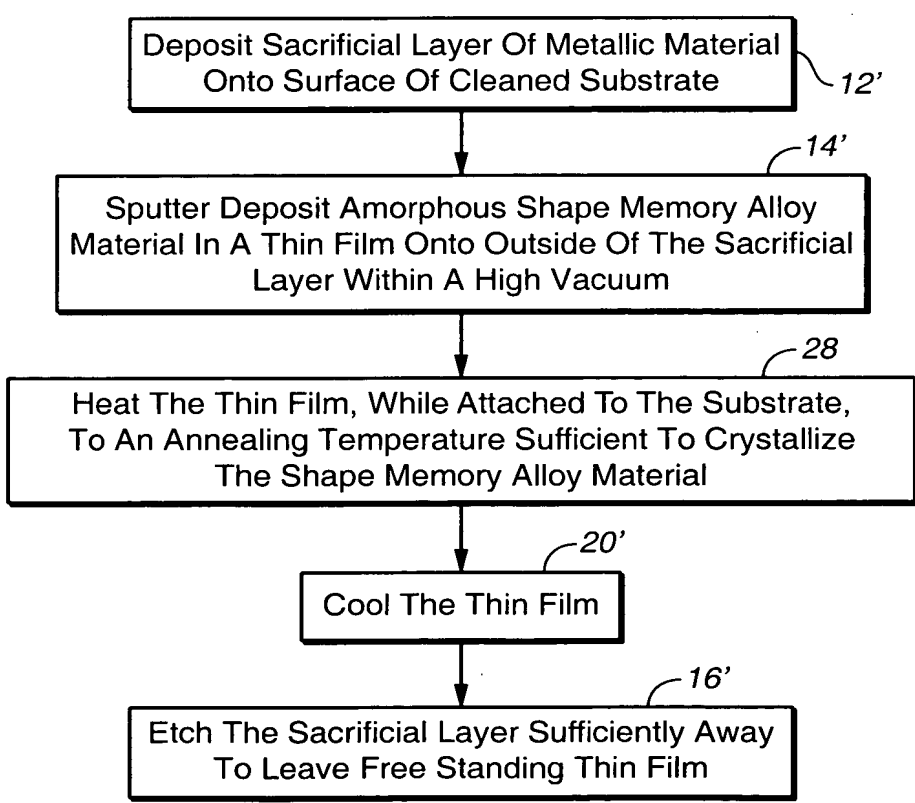 Deposit Sacrificial Layer Of Metallic Material
Onto Surface Of Cleaned Substrate
12’
14’
Sputter Deposit Amorphous Shape Memory Alloy
Material In A Thin Film Onto Outside Of The Sacrificial
Layer Within A High Vacuum
28
Heat The Thin Film, While Attached To The Substrate,
To An Annealing Temperature Sufficient To Crystallize
The Shape Memory Alloy Material
20’
Cool The Thin Film
16’
Etch The Sacrificial Layer Sufficiently Away
To Leave Free Standing Thin Film